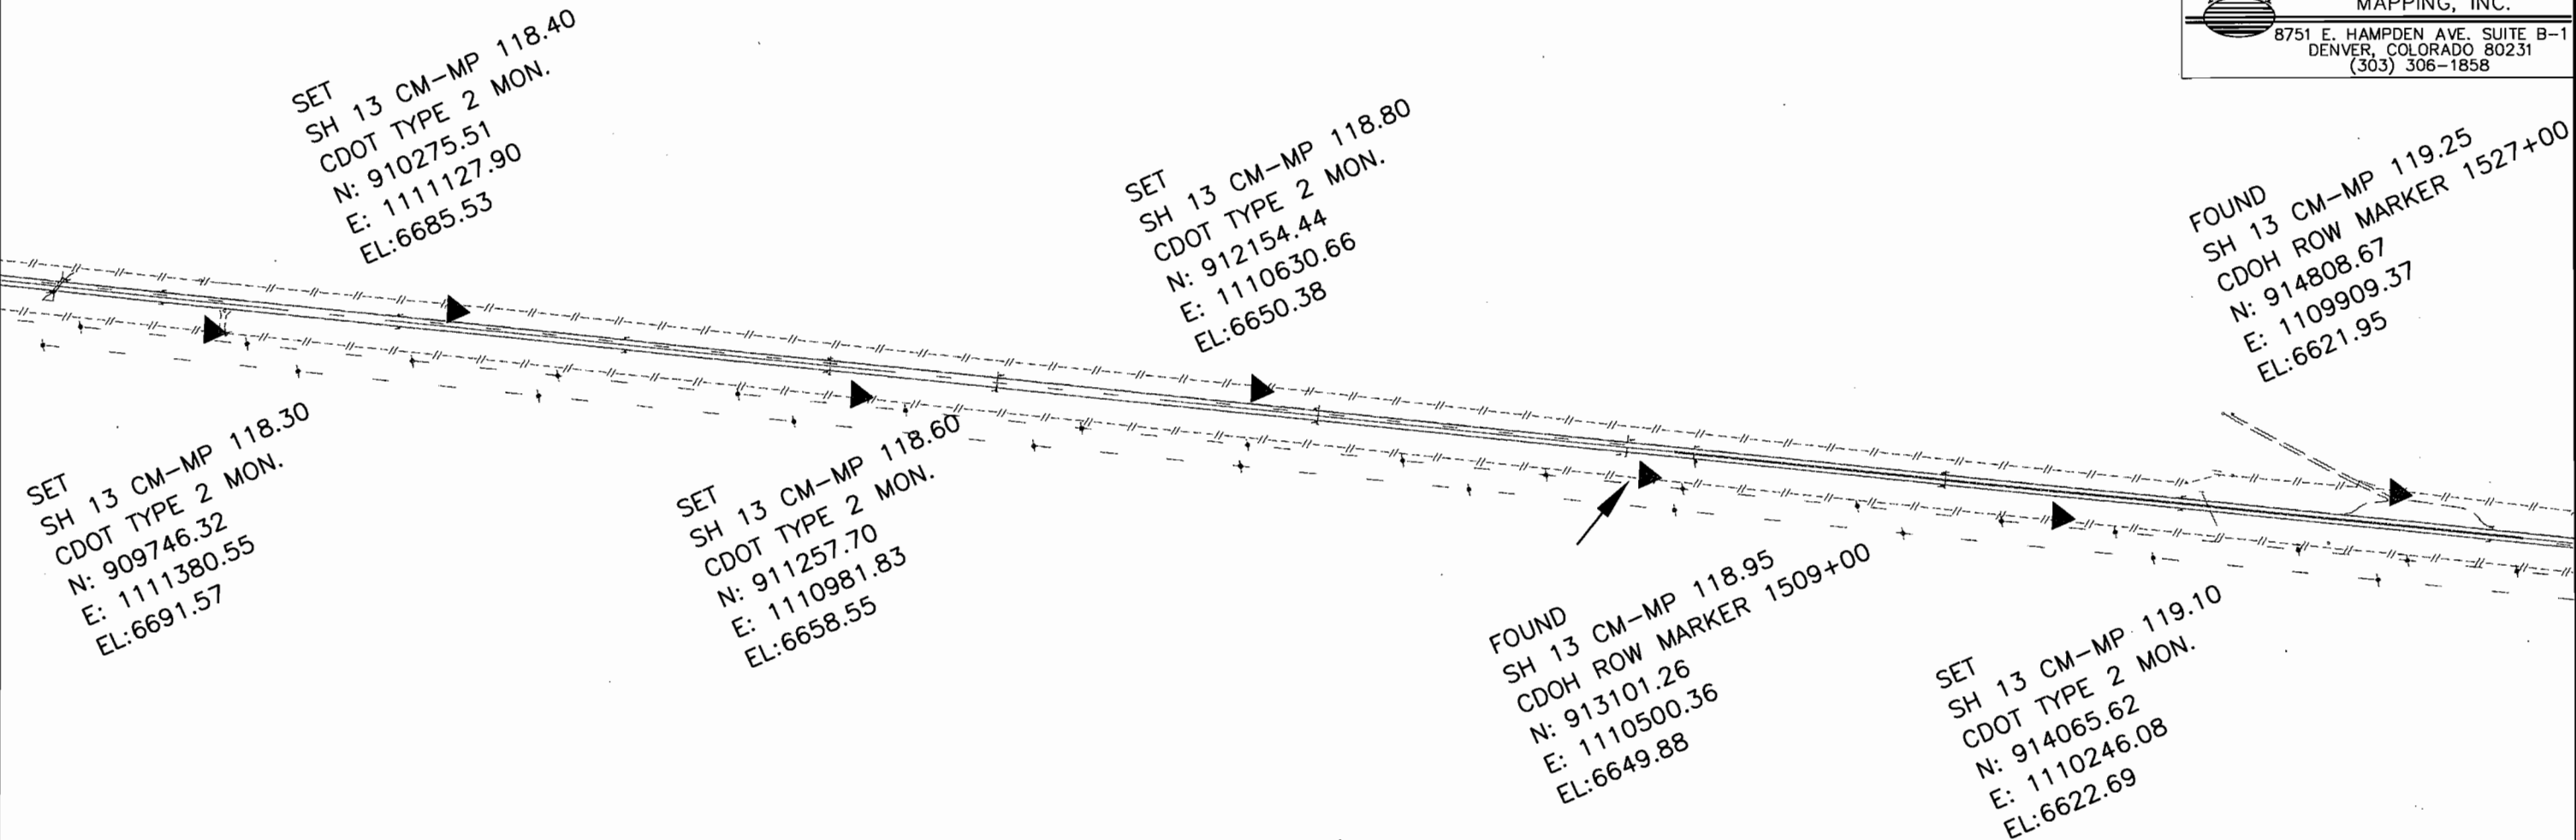 MAPPING, INC.
8751 E. HAMPDEN AVE. SUITE B-1
DENVER, COLORADO 80231
(303) 306-1858
SET
SH 13 CM-MP 118.40
CDOT TYPE 2 MON.
N: 910275.51
E: 1111127.90
EL:6685.53
SET
SH 13 CM-MP 118.80
CDOT TYPE 2 MON.
N: 912154.44
E: 1110630.66
EL:6650.38
FOUND
SH 13 CM-MP 119.25
CDOH ROW MARKER 1527+00
N: 914808.67
E: 1109909.37
EL:6621.95
SET
SH 13 CM-MP 118.30
CDOT TYPE 2 MON.
N: 909746.32
E: 1111380.55
EL:6691.57
SET
SH 13 CM-MP 118.60
CDOT TYPE 2 MON.
N: 911257.70
E: 1110981.83
EL:6658.55
FOUND
SH 13 CM-MP 118.95
CDOH ROW MARKER 1509+00
N: 913101.26
E: 1110500.36
EL:6649.88
SET
SH 13 CM-MP 119.10
CDOT TYPE 2 MON.
N: 914065.62
E: 1110246.08
EL:6622.69